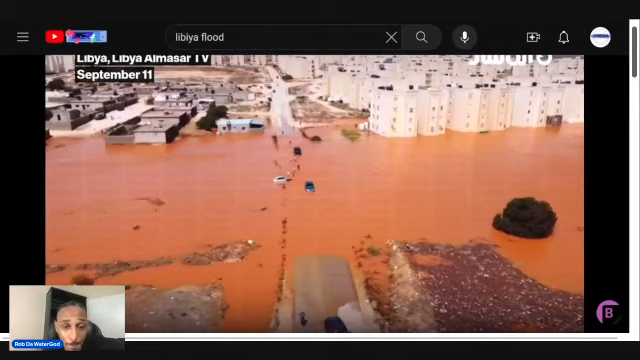 libiya flood
Libya, Libya Almasar TV
September 11
Rob Da WaterGod
B